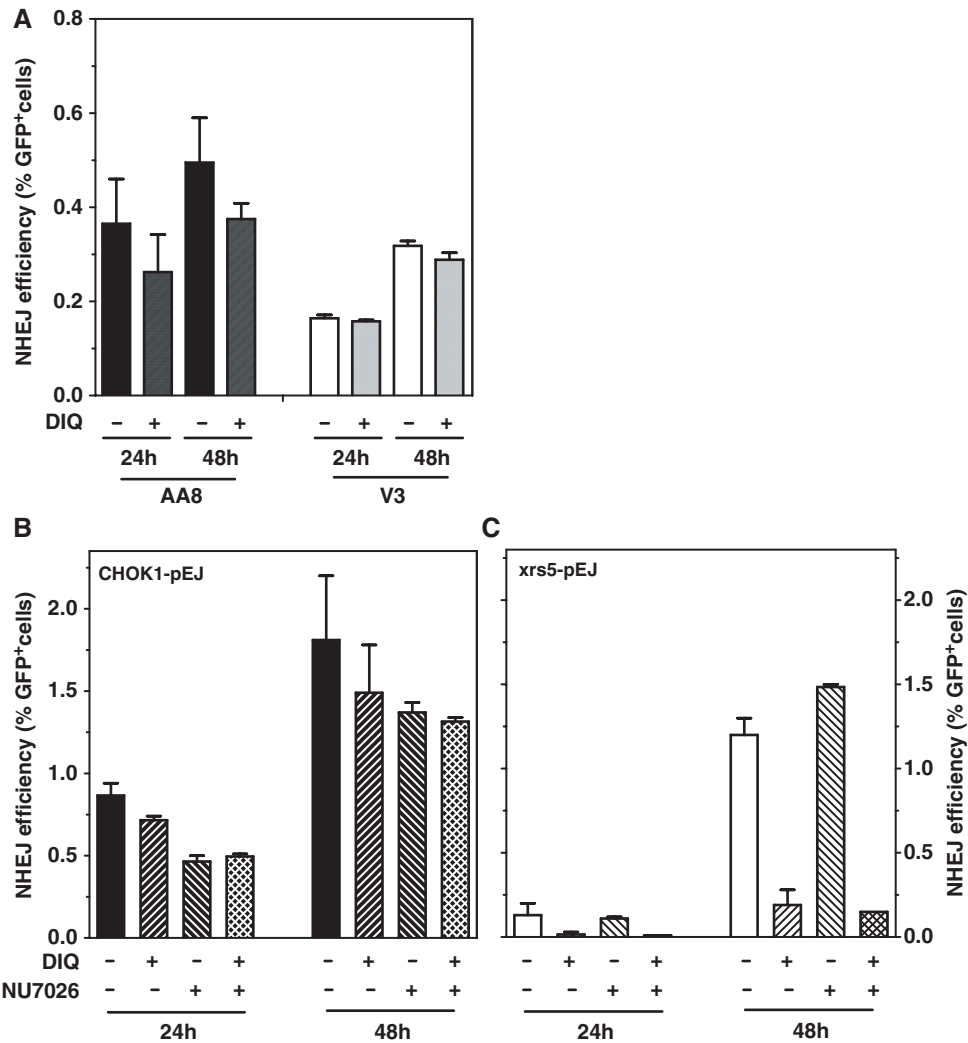 A
NHEJ efficiency (% GFP+cells)
0.8
0.6
0.4
0.2
0.0
DIQ - + - + - + - +
24h 48h 24h 48h
AA8 V3
B
CHOK1-pEJ
NHEJ efficiency (% GFP+cells)
2.0
1.5
1.0
0.5
0.0
C
xrs5-pEJ
2.0
1.5
1.0
0.5
0.0
NHEJ efficiency (% GFP+cells)
DIQ - + - + - + - + - + - + - + - +
NU7026 - - + + - - + + - - + + - - + +
24h 48h 24h 48h